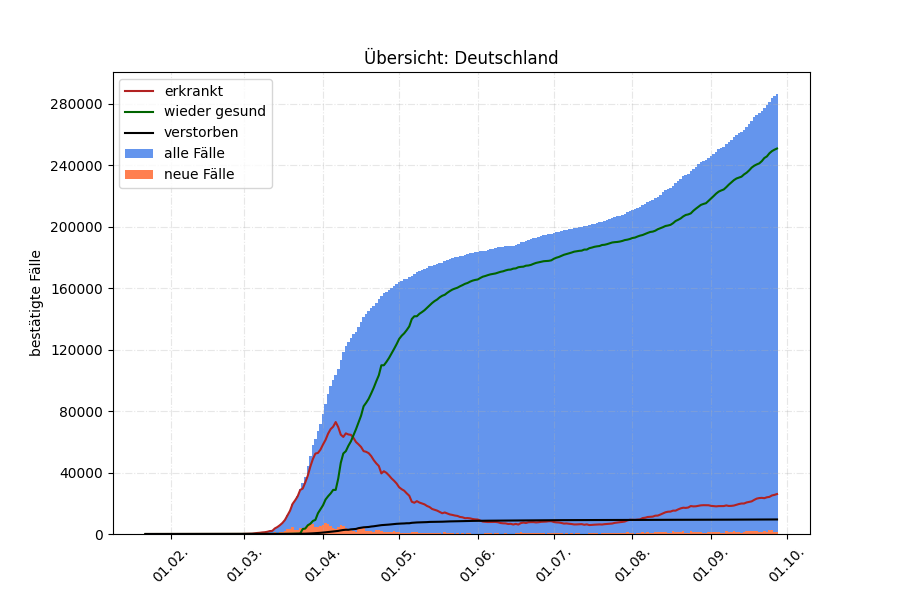 Übersicht: Deutschland
erkrankt
wieder gesund
verstorben
alle Fälle
neue Fälle
bestätigte Fälle
280000
240000
200000
160000
120000
80000
40000
0
01.02.
01.03.
01.04.
01.05.
01.06.
01.07.
01.08.
01.09.
01.10.